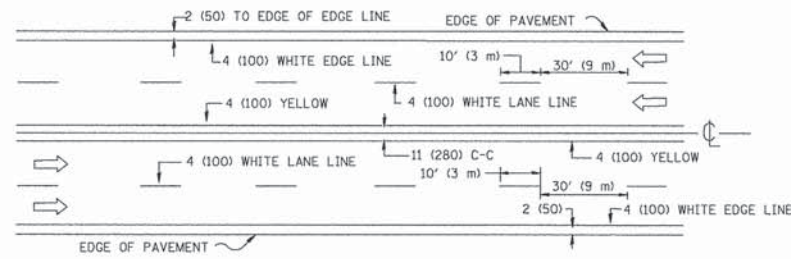 2 (50) TO EDGE OF EDGE LINE
EDGE OF PAVEMENT
4 (100) WHITE EDGE LINE
10' (3 m)
30' (9 m)
4 (100) YELLOW
4 (100) WHITE LANE LINE
℄
4 (100) WHITE LANE LINE
11 (280) C-C
4 (100) YELLOW
10' (3 m)
30' (9 m)
2 (50)
4 (100) WHITE EDGE LINE
EDGE OF PAVEMENT